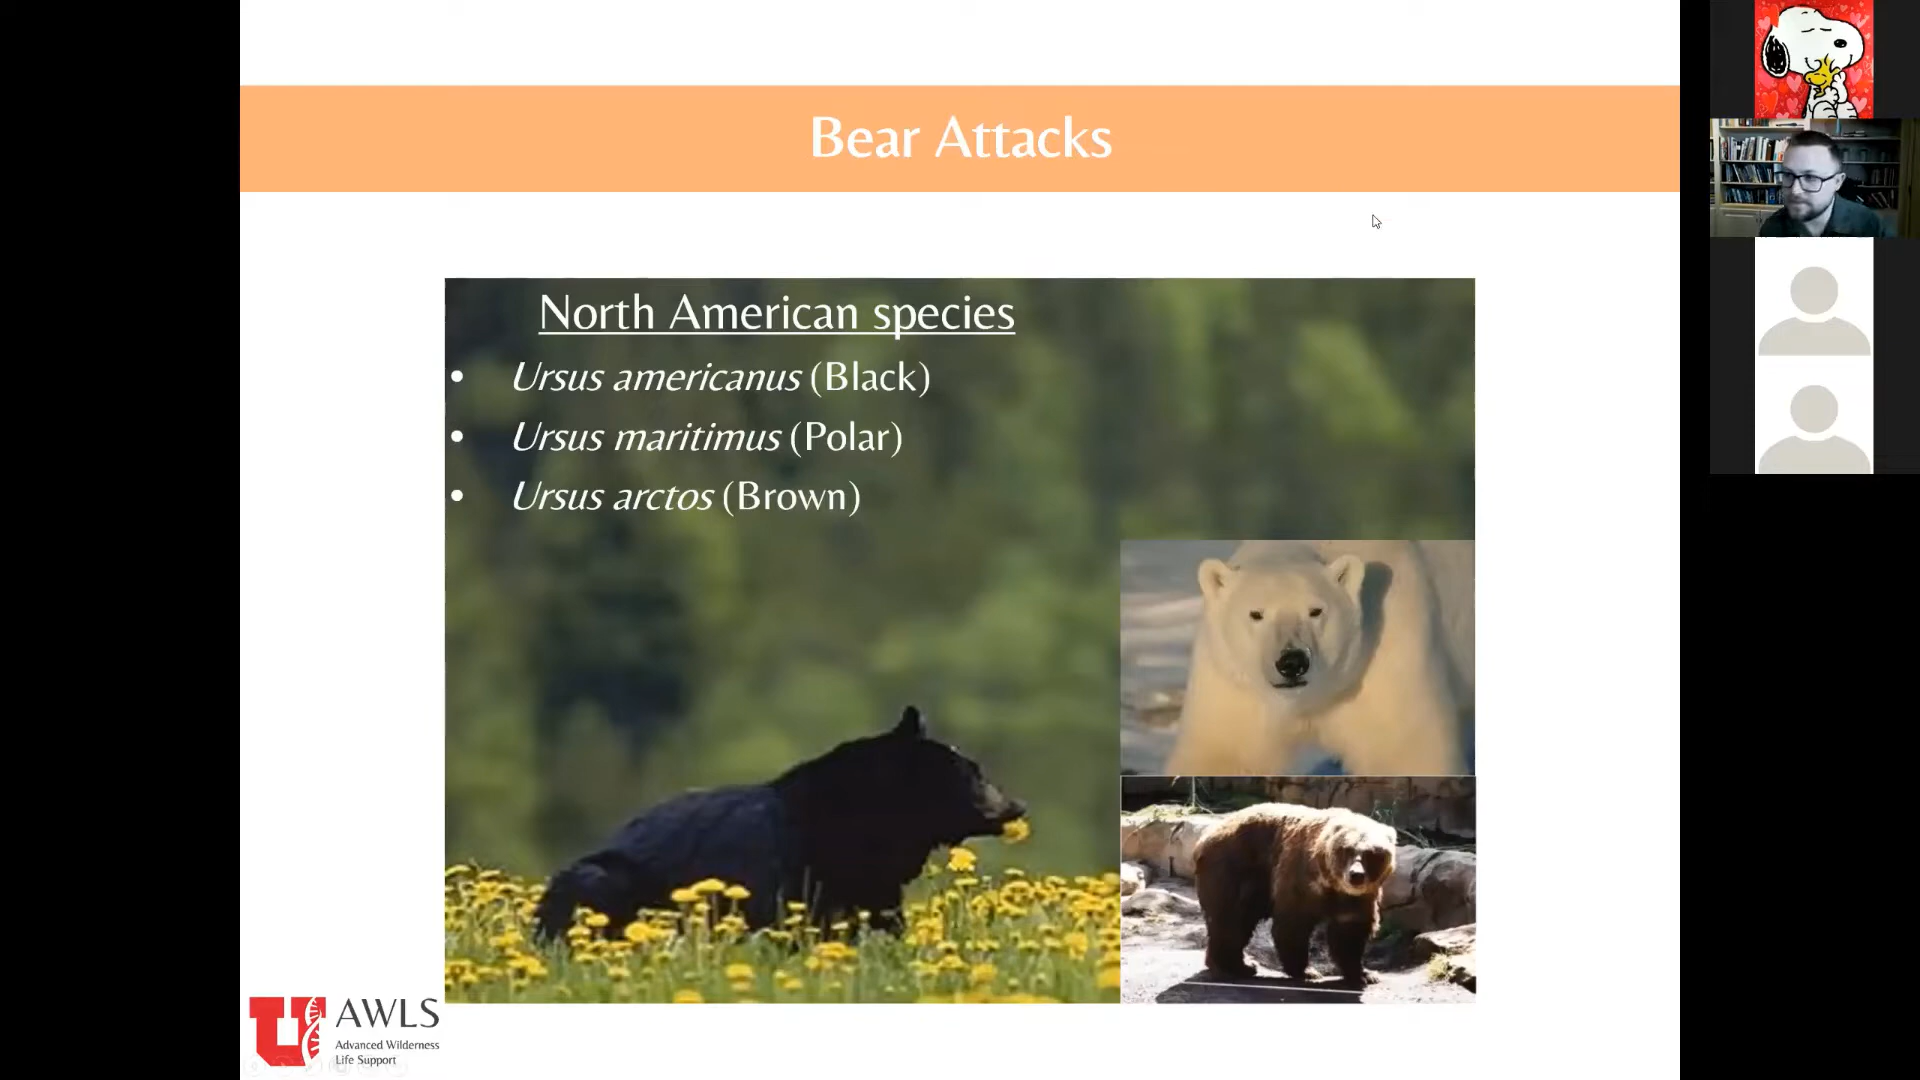 Bear Attacks
North American species
• Ursus americanus (Black)
• Ursus maritimus (Polar)
• Ursus arctos (Brown)
U AWLS
Advanced Wilderness
Life Support